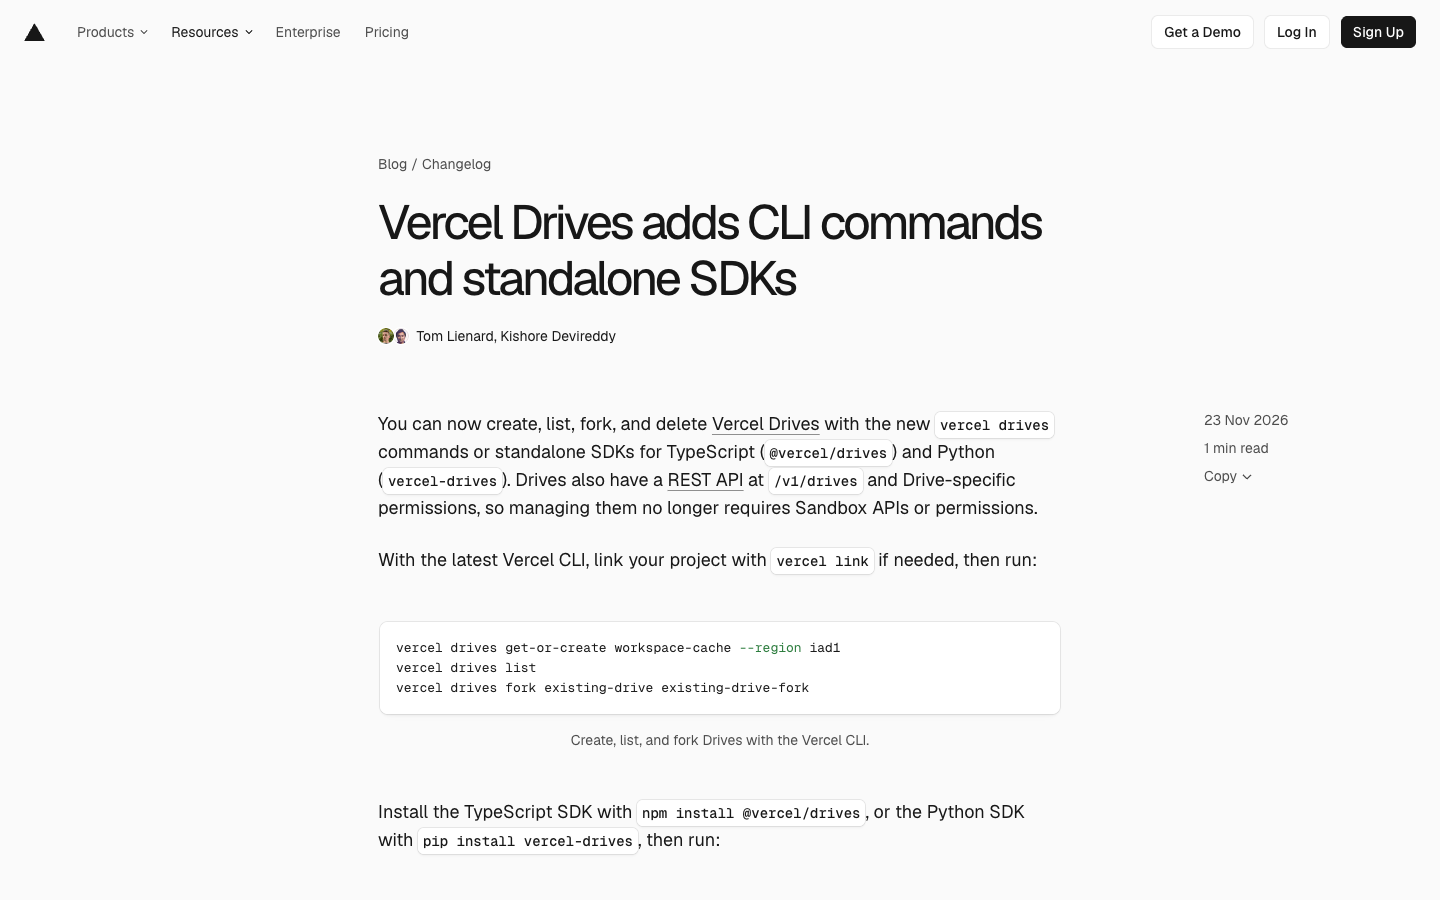 Products
Resources
Enterprise
Pricing
Get a Demo
Log In
Sign Up
Blog / Changelog
Vercel Drives adds CLI commands
and standalone SDKs
Tom Lienard, Kishore Devireddy
You can now create, list, fork, and delete Vercel Drives with the new vercel drives
commands or standalone SDKs for TypeScript (@vercel/drives) and Python
(vercel-drives). Drives also have a REST API at /v1/drives and Drive-specific
permissions, so managing them no longer requires Sandbox APIs or permissions.
23 Nov 2026
1 min read
Copy
With the latest Vercel CLI, link your project with vercel link if needed, then run:
vercel drives get-or-create workspace-cache --region iad1
vercel drives list
vercel drives fork existing-drive existing-drive-fork
Create, list, and fork Drives with the Vercel CLI.
Install the TypeScript SDK with npm install @vercel/drives, or the Python SDK
with pip install vercel-drives, then run: